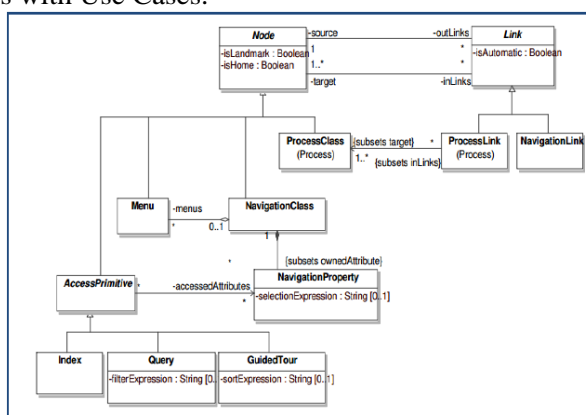 s with Use Cases.
Node
-isLandmark : Boolean
-isHome : Boolean
-source
1
1..*
-target
-outLinks
*
*
-inLinks
Link
-isAutomatic : Boolean
ProcessClass
(Process)
{subsets target}
*
1..*
{subsets inLinks}
ProcessLink
(Process)
NavigationLink
Menu
-menus
*
0..1
NavigationClass
1
*
{subsets ownedAttribute}
AccessPrimitive
*
-accessedAttributes
*
NavigationProperty
-selectionExpression : String [0..1]
Index
Query
-filterExpression : String [0..
GuidedTour
-sortExpression : String [0..1]